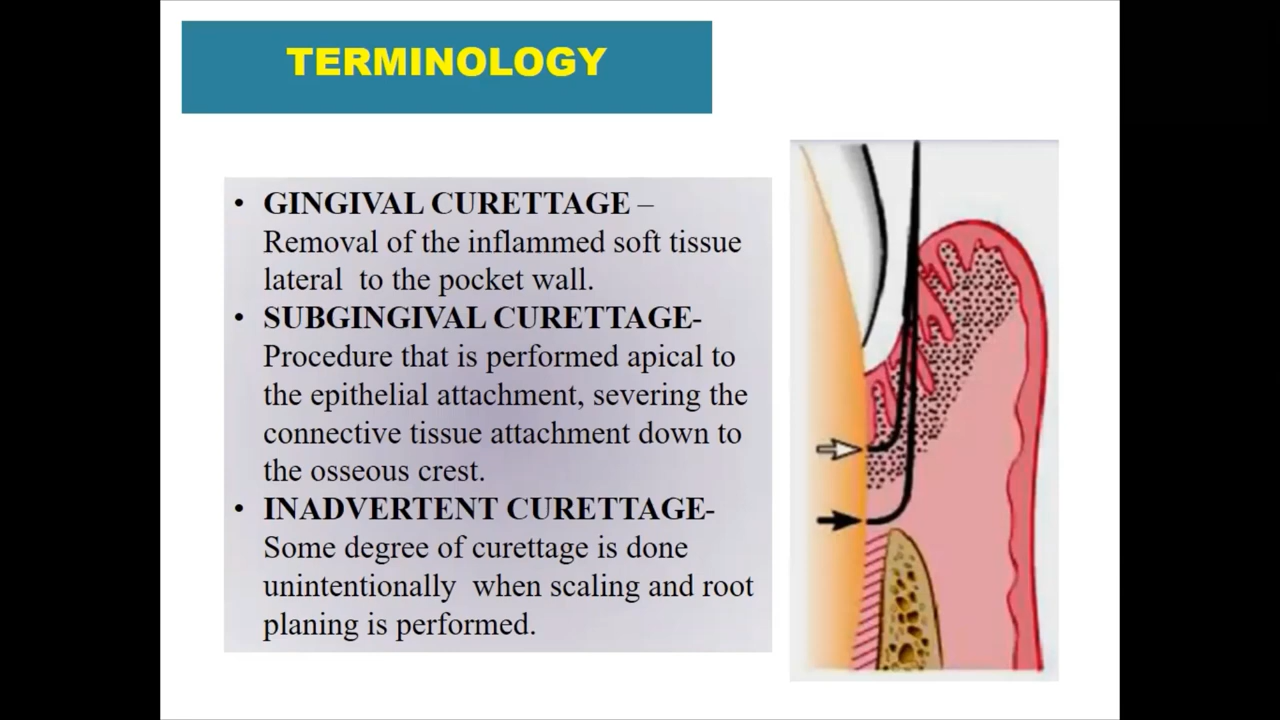 TERMINOLOGY
• GINGIVAL CURETTAGE –
Removal of the inflammed soft tissue
lateral  to the pocket wall.
• SUBGINGIVAL CURETTAGE-
Procedure that is performed apical to
the epithelial attachment, severing the
connective tissue attachment down to
the osseous crest.
• INADVERTENT CURETTAGE-
Some degree of curettage is done
unintentionally  when scaling and root
planing is performed.